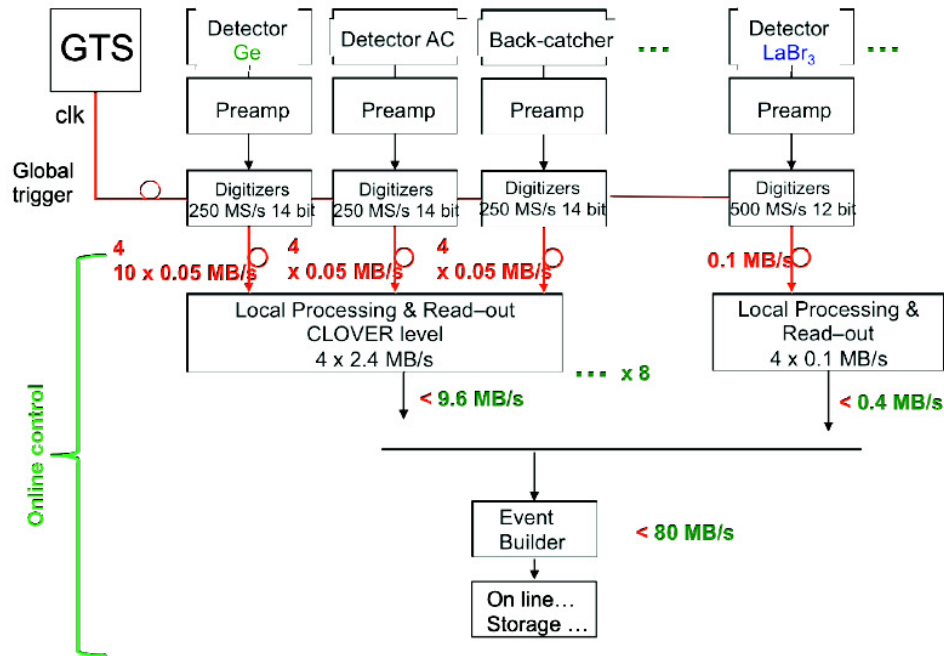 GTS
clk
Global
trigger
Detector
Ge
Detector AC
Back-catcher
...
Detector
LaBr3
...
Preamp
Preamp
Preamp
Preamp
Digitizers
250 MS/s 14 bit
Digitizers
250 MS/s 14 bit
Digitizers
250 MS/s 14 bit
Digitizers
500 MS/s 12 bit
4
10 x 0.05 MB/s
4
x 0.05 MB/s
4
x 0.05 MB/s
0.1 MB/s
Local Processing & Read–out
CLOVER level
4 x 2.4 MB/s
Local Processing &
Read–out
4 x 0.1 MB/s
... x 8
< 9.6 MB/s
< 0.4 MB/s
Online control
Event
Builder
< 80 MB/s
On line...
Storage ...